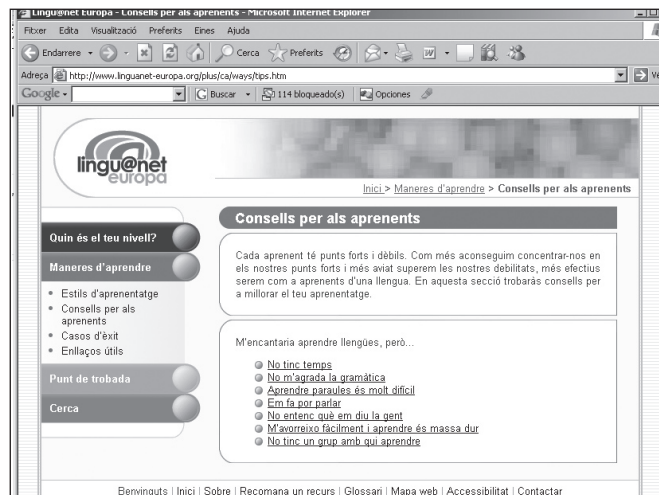 Lingu@net Europa - Consells per als aprenents - Microsoft Internet Explorer
Fitxer Edita Visualització Preferits Eines Ajuda
Endarrere Cerca Preferits
Adreça http://www.linguanet-europa.org/plus/ca/ways/tips.htm
Google Buscar 114 bloqueado(s) Opciones
lingu@net
europa
Inici > Maneres d'aprendre > Consells per als aprenents
Consells per als aprenents
Quin és el teu nivell?
Maneres d'aprendre
Estils d'aprenentatge
Consells per als
aprenents
Casos d'èxit
Enllaços útils
Punt de trobada
Cerca
Cada aprenent té punts forts i dèbils. Com més aconseguim concentrar-nos en
els nostres punts forts i més aviat superem les nostres debilitats, més efectius
serem com a aprenents d'una llengua. En aquesta secció trobaràs consells per
a millorar el teu aprenentatge.
M'encantaria aprendre llengües, però...
No tinc temps
No m'agrada la gramàtica
Aprendre paraules és molt difícil
Em fa por parlar
No entenc què em diu la gent
M'avorreixo fàcilment i aprendre és massa dur
No tinc un grup amb qui aprendre
Benvinguts | Inici | Sobre | Recomana un recurs | Glossari | Mapa web | Accessibilitat | Contactar